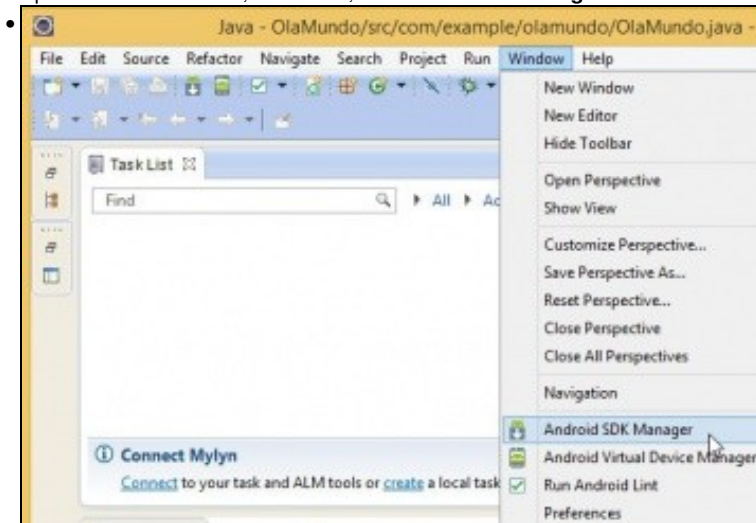 Java - OlaMundo/src/com/example/olamundo/OlaMundo.java -
File Edit Source Refactor Navigate Search Project Run Window Help
New Window
New Editor
Hide Toolbar
Open Perspective
Show View
Customize Perspective...
Save Perspective As...
Reset Perspective...
Close Perspective
Close All Perspectives
Navigation
Android SDK Manager
Android Virtual Device Manager
Run Android Lint
Preferences
Task List
Find All
Connect Mylyn
Connect to your task and ALM tools or create a local task